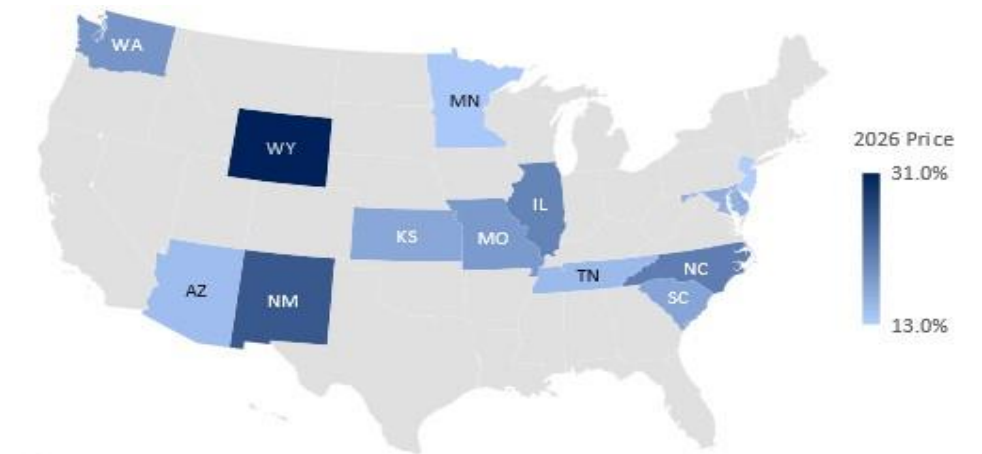 WA
MN
WY
2026 Price
31.0%
IL
KS
MO
NC
TN
AZ
SC
NM
13.0%